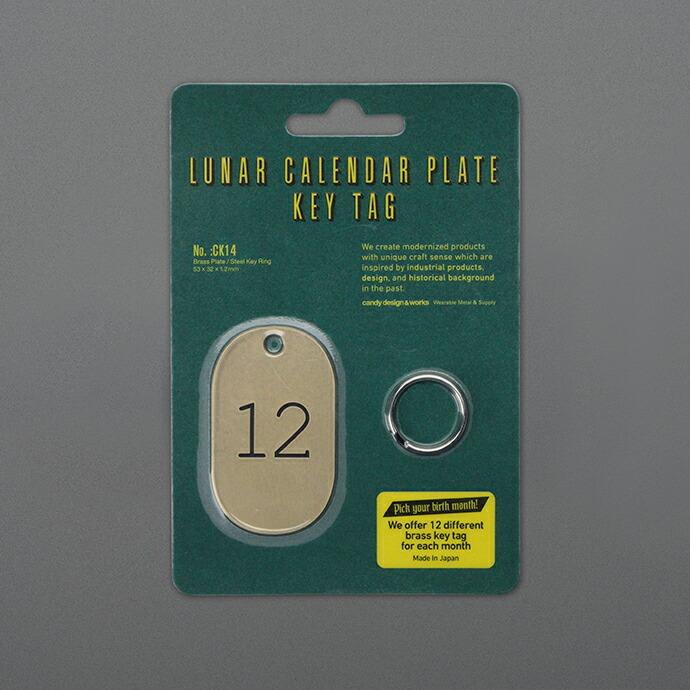 LUNAR CALENDAR PLATE
KEY TAG
No. :CK14
Brass Plate / Steel Key Ring
53 x 32 x 1.2mm
We create modernized products
with unique craft sense which are
inspired by industrial products,
design, and historical background
in the past.
candy design & works Wearable Metal & Supply
12
Pick your birth month!
We offer 12 different
brass key tag
for each month
Made In Japan